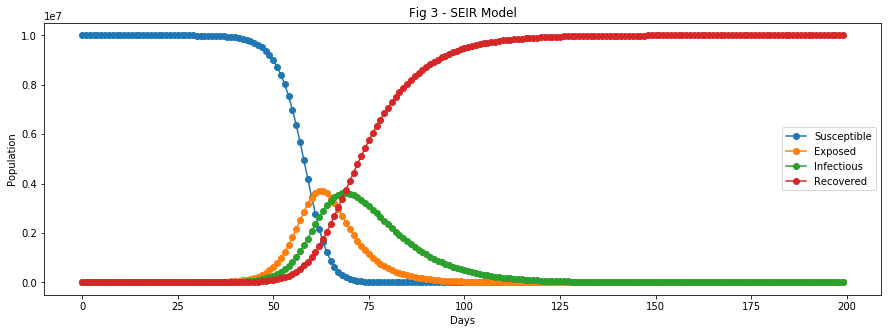 Fig 3 - SEIR Model
1e7
1.0
0.8
0.6
0.4
0.2
0.0
Population
Susceptible
Exposed
Infectious
Recovered
0
25
50
75
100
125
150
175
200
Days